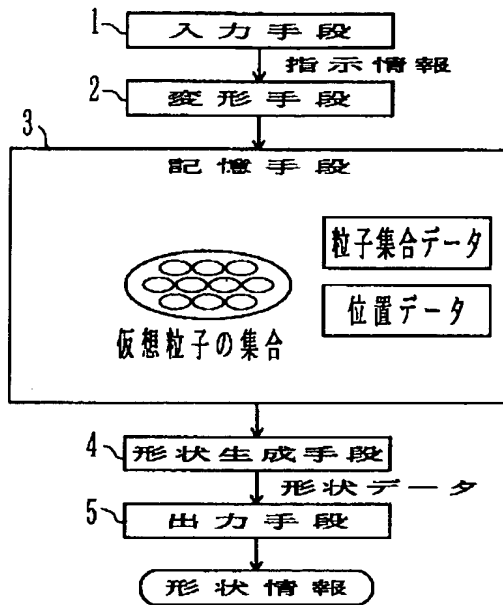 1
入力手段
指示情報
2
変形手段
3
記憶手段
粒子集合データ
位置データ
仮想粒子の集合
4
形状生成手段
形状データ
5
出力手段
形状情報